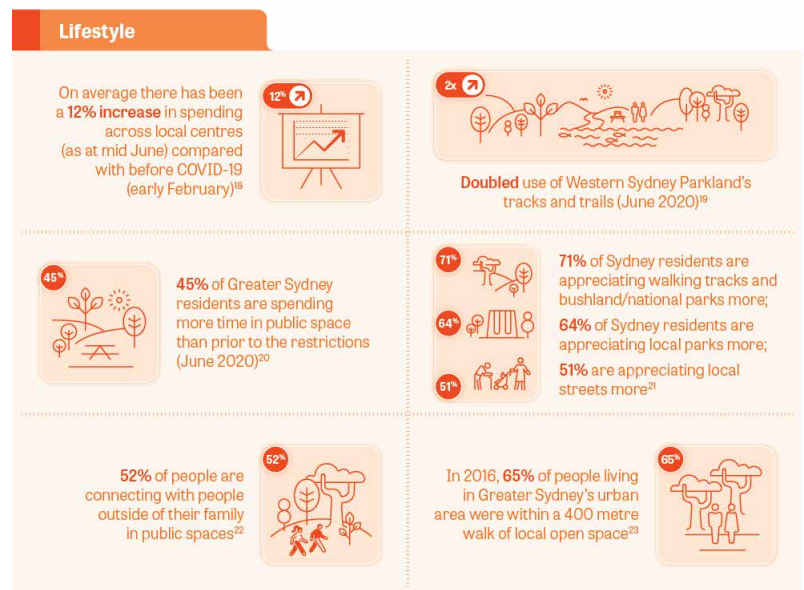 Lifestyle
On average there has been
a 12% increase in spending
across local centres
(as at mid June) compared
with before COVID-19
(early February)¹⁸
12%
2x
Doubled use of Western Sydney Parkland’s
tracks and trails (June 2020)¹⁹
45%
45% of Greater Sydney
residents are spending
more time in public space
than prior to the restrictions
(June 2020)²⁰
71%
71% of Sydney residents are
appreciating walking tracks and
bushland/national parks more;
64%
64% of Sydney residents are
appreciating local parks more;
51%
51% are appreciating local
streets more²¹
52% of people are
connecting with people
outside of their family
in public spaces²²
52%
In 2016, 65% of people living
in Greater Sydney’s urban
area were within a 400 metre
walk of local open space²³
65%